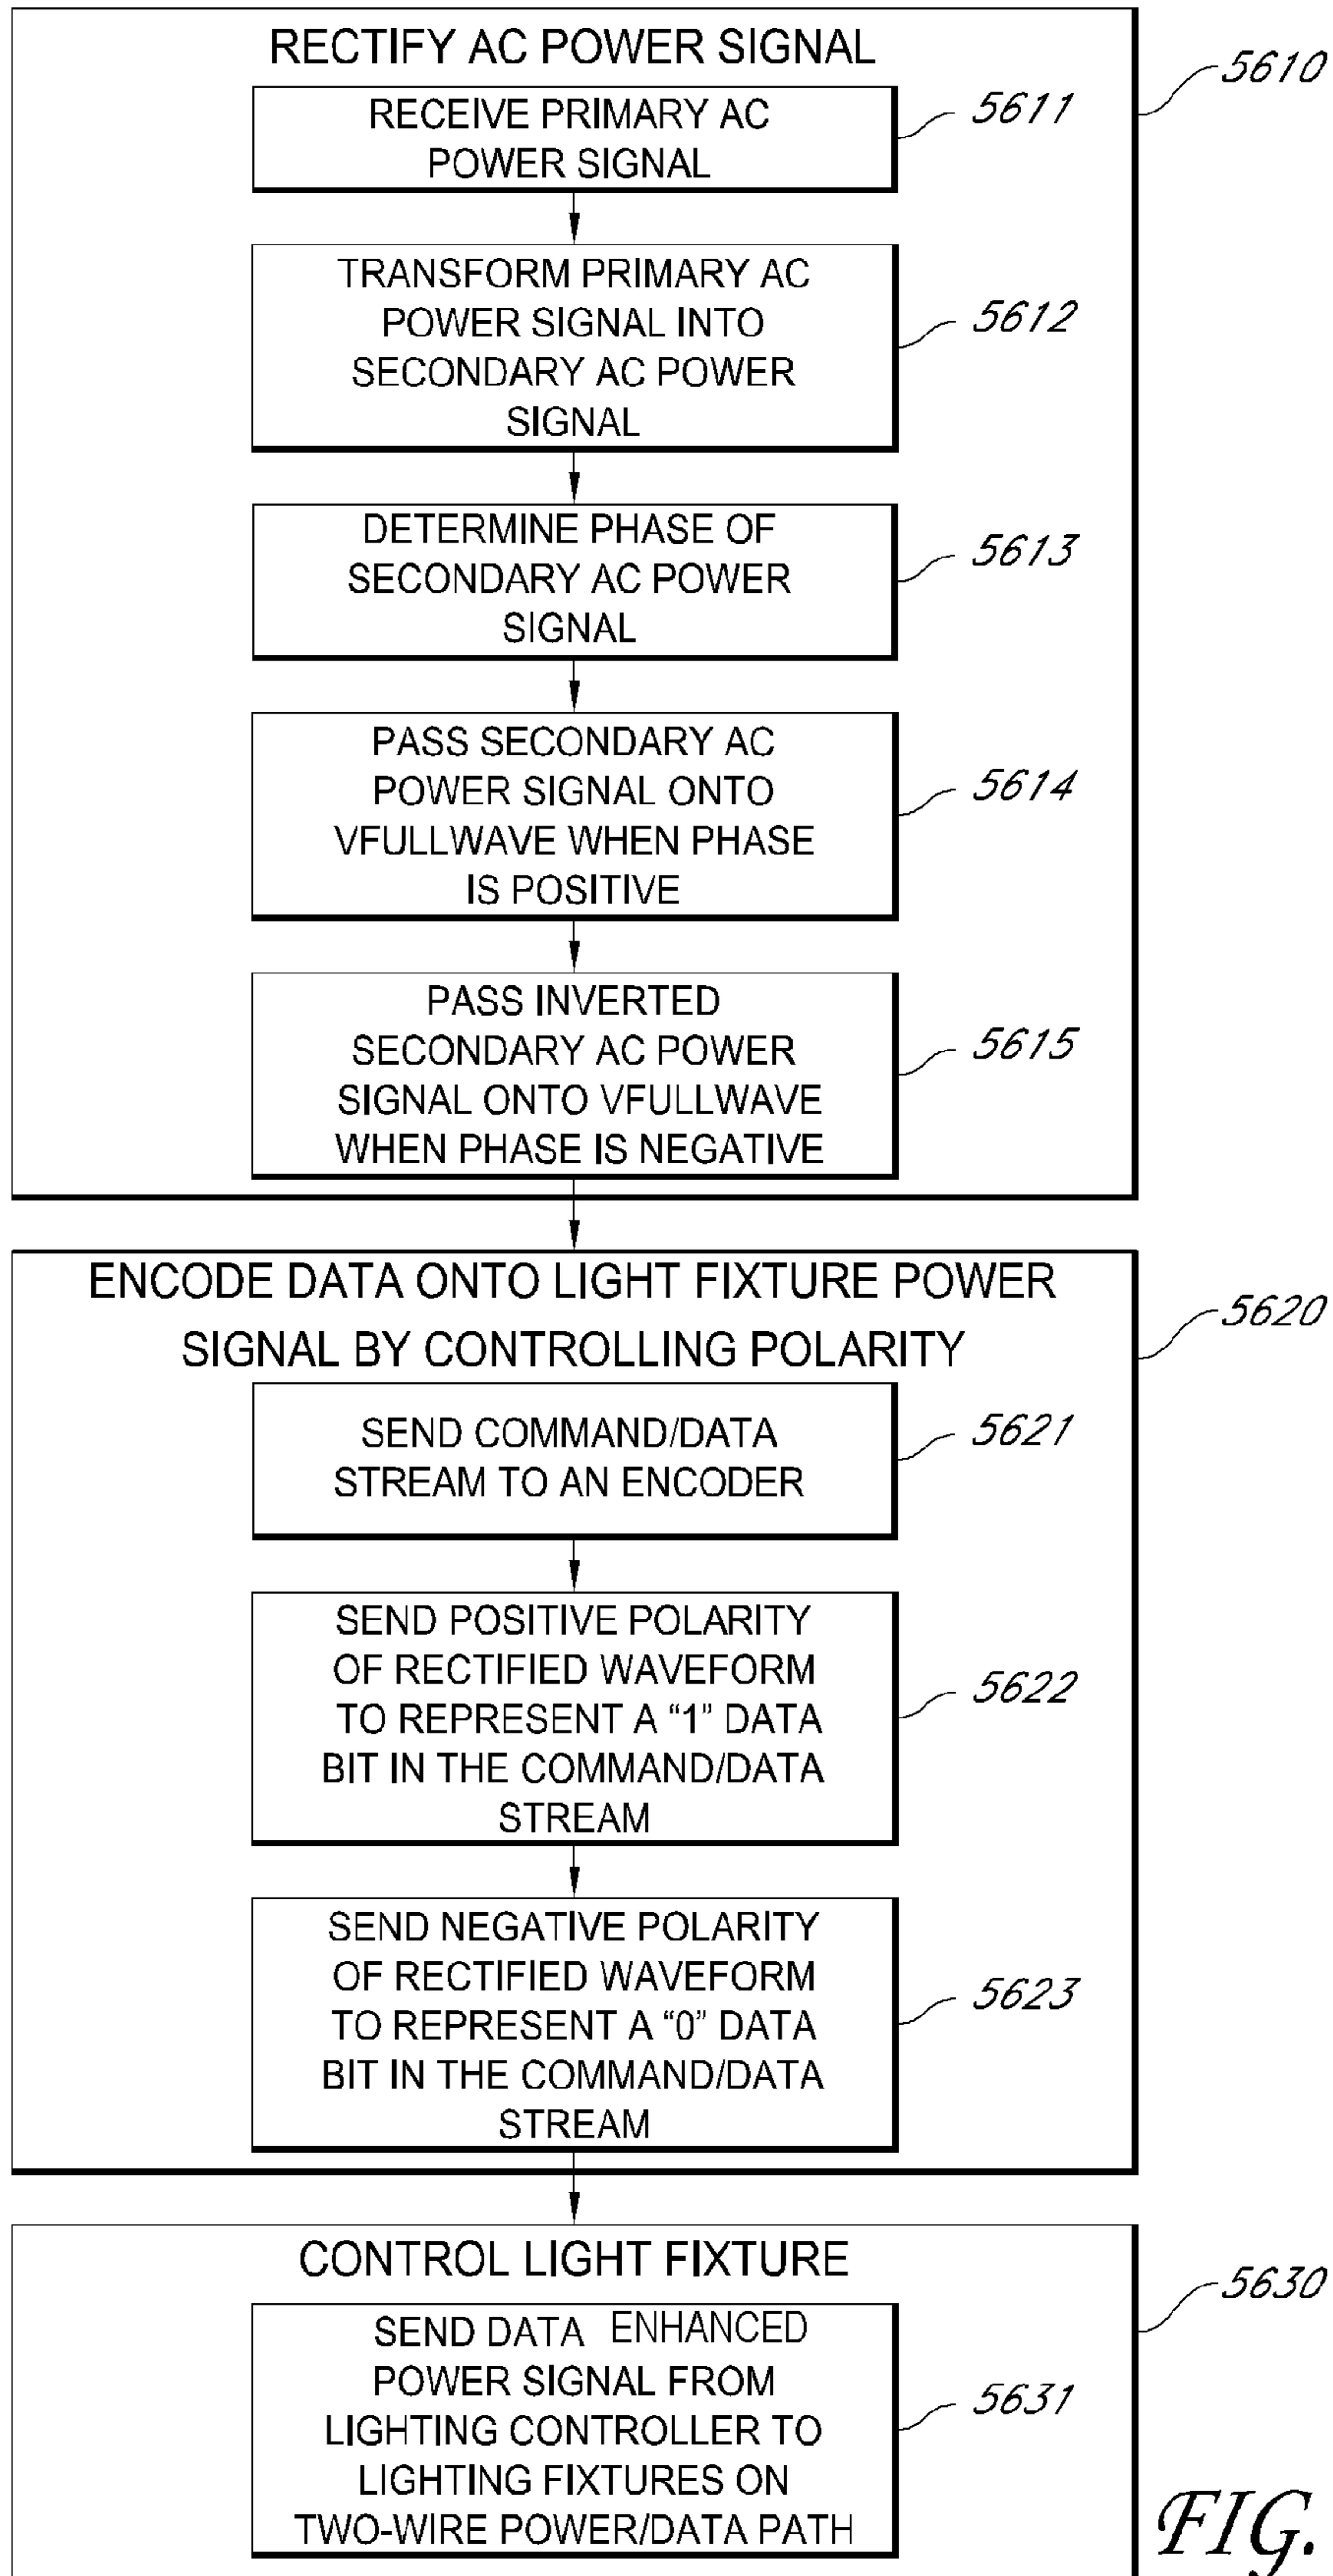 RECTIFY AC POWER SIGNAL
5610
RECEIVE PRIMARY AC
POWER SIGNAL
5611
TRANSFORM PRIMARY AC
POWER SIGNAL INTO
SECONDARY AC POWER
SIGNAL
5612
DETERMINE PHASE OF
SECONDARY AC POWER
SIGNAL
5613
PASS SECONDARY AC
POWER SIGNAL ONTO
VFULLWAVE WHEN PHASE
IS POSITIVE
5614
PASS INVERTED
SECONDARY AC POWER
SIGNAL ONTO VFULLWAVE
WHEN PHASE IS NEGATIVE
5615
ENCODE DATA ONTO LIGHT FIXTURE POWER
SIGNAL BY CONTROLLING POLARITY
5620
SEND COMMAND/DATA
STREAM TO AN ENCODER
5621
SEND POSITIVE POLARITY
OF RECTIFIED WAVEFORM
TO REPRESENT A “1” DATA
BIT IN THE COMMAND/DATA
STREAM
5622
SEND NEGATIVE POLARITY
OF RECTIFIED WAVEFORM
TO REPRESENT A “0” DATA
BIT IN THE COMMAND/DATA
STREAM
5623
CONTROL LIGHT FIXTURE
5630
SEND DATA ENHANCED
POWER SIGNAL FROM
LIGHTING CONTROLLER TO
LIGHTING FIXTURES ON
TWO-WIRE POWER/DATA PATH
5631
FIG.